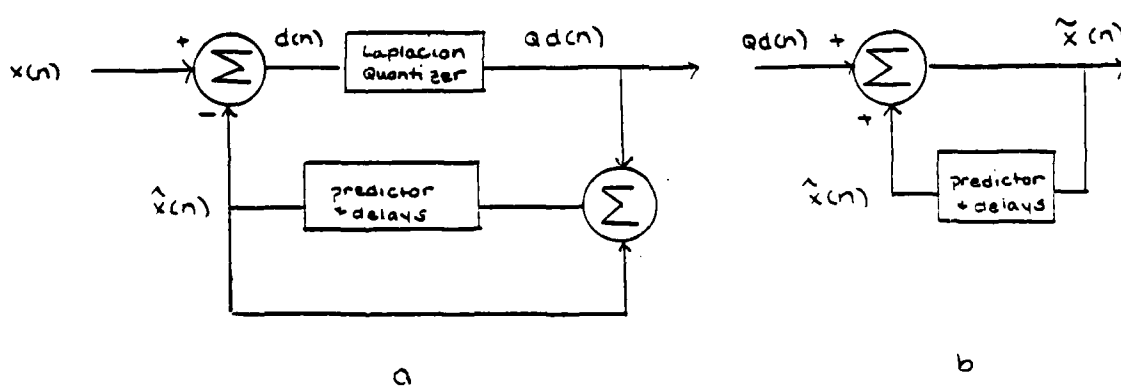 x(n)
+
Σ
−
d(n)
Laplacian
Quantizer
Qd(n)
x̂(n)
predictor
+ delays
Σ
Qd(n)
+
Σ
+
x̃(n)
x̂(n)
predictor
+ delays
a
b